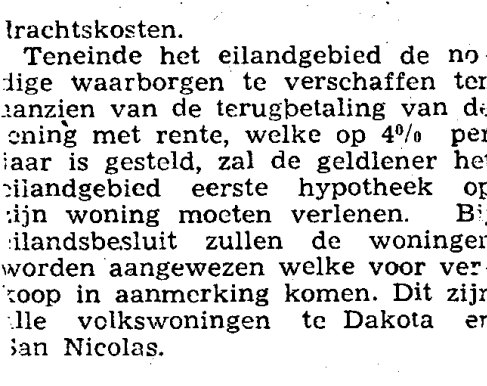 drachtskosten.
Teneinde het eilandgebied de no-
dige waarborgen te verschaffen ten
aanzien van de terugbetaling van de
lening met rente, welke op 4% per
jaar is gesteld, zal de geldlener het
eilandgebied eerste hypotheek op
zijn woning moeten verlenen. Bij
eilandsbesluit zullen de woningen
worden aangewezen welke voor ver-
koop in aanmerking komen. Dit zijn
alle volkswoningen te Dakota en
San Nicolas.